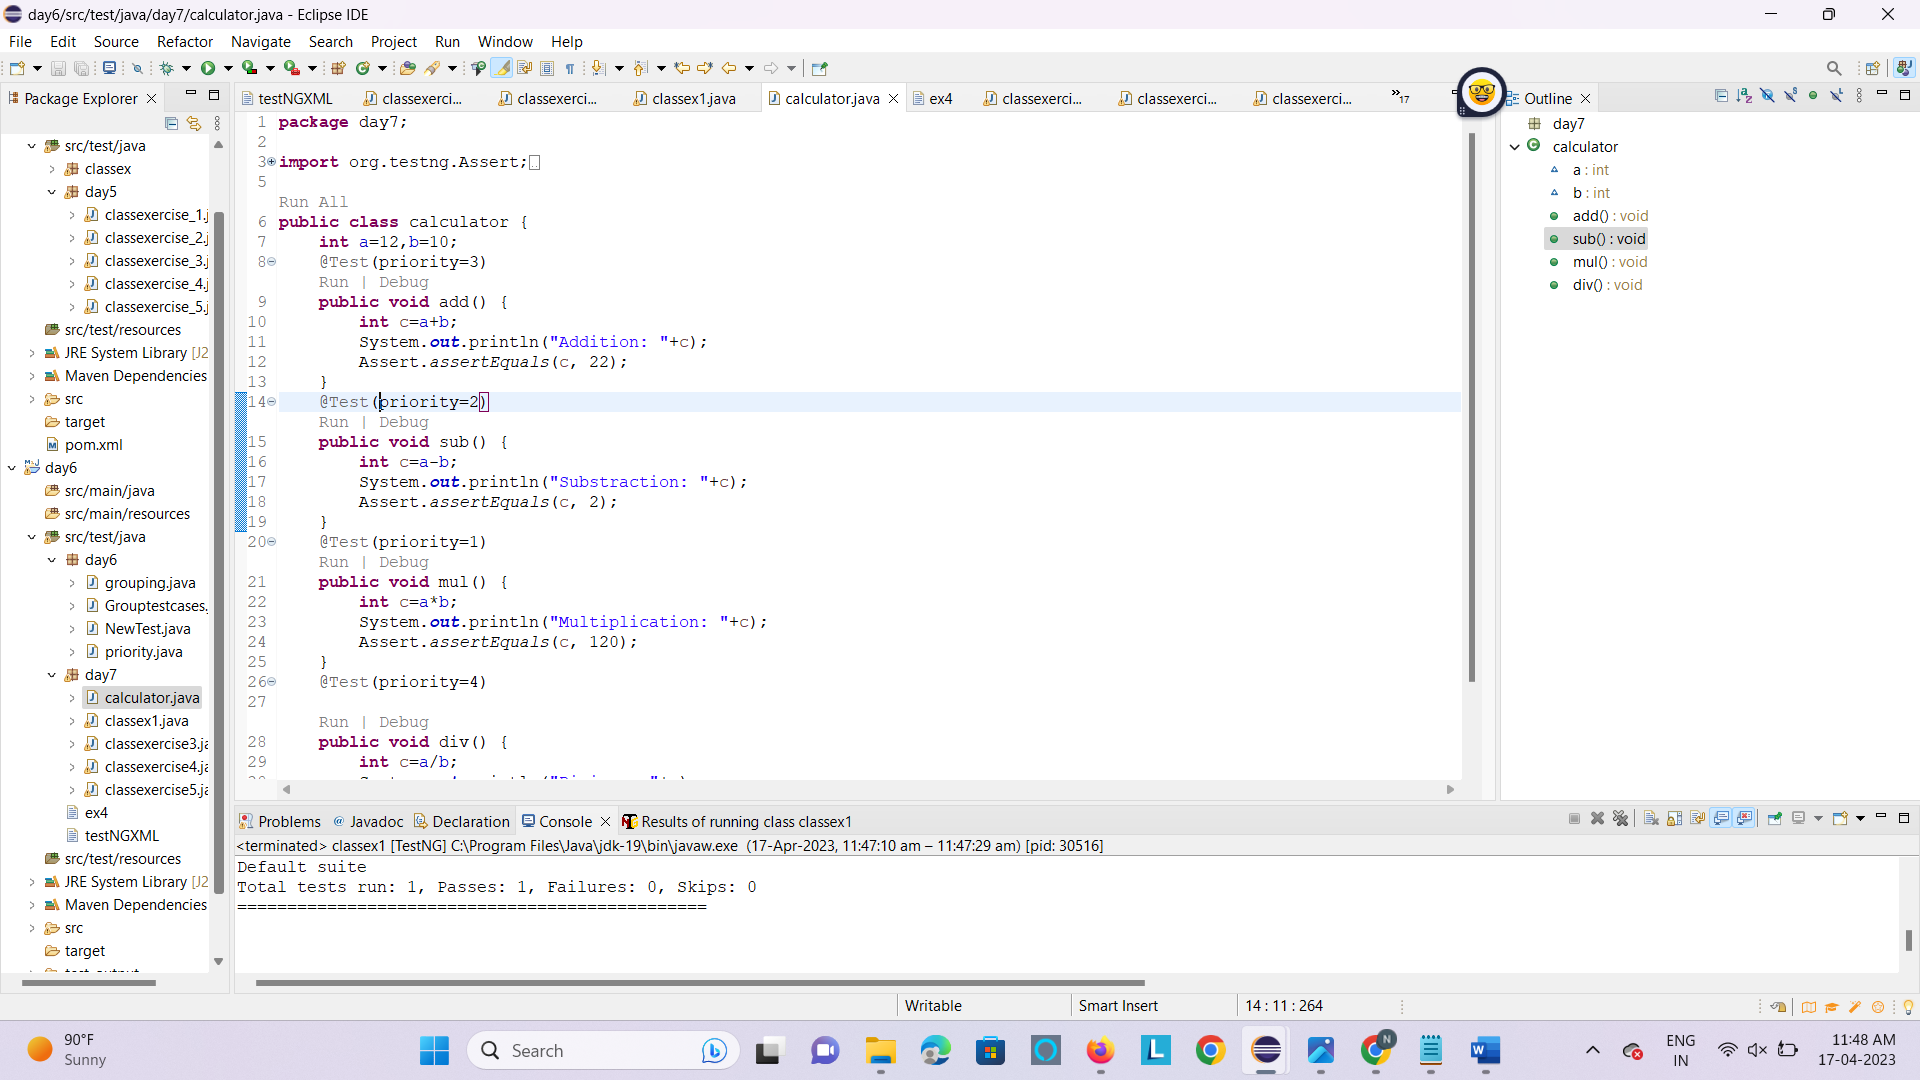 day6/src/test/java/day7/calculator.java - Eclipse IDE
File Edit Source Refactor Navigate Search Project Run Window Help
Package Explorer
src/test/java
classex
day5
classexercise_1.j
classexercise_2.j
classexercise_3.j
classexercise_4.j
classexercise_5.j
src/test/resources
JRE System Library [J2
Maven Dependencies
src
target
pom.xml
day6
src/main/java
src/main/resources
src/test/java
day6
grouping.java
Grouptestcases.
NewTest.java
priority.java
day7
calculator.java
classex1.java
classexercise3.ja
classexercise4.ja
classexercise5.ja
ex4
testNGXML
src/test/resources
JRE System Library [J2
Maven Dependencies
src
target
testNGXML classexerci... classexerci... classex1.java calculator.java ex4 classexerci... classexerci... classexerci... »17
1 package day7;
2
3 import org.testng.Assert;
5
Run All
6 public class calculator {
7 int a=12,b=10;
8 @Test(priority=3)
Run | Debug
9 public void add() {
10 int c=a+b;
11 System.out.println("Addition: "+c);
12 Assert.assertEquals(c, 22);
13 }
14 @Test(priority=2)
Run | Debug
15 public void sub() {
16 int c=a-b;
17 System.out.println("Substraction: "+c);
18 Assert.assertEquals(c, 2);
19 }
20 @Test(priority=1)
Run | Debug
21 public void mul() {
22 int c=a*b;
23 System.out.println("Multiplication: "+c);
24 Assert.assertEquals(c, 120);
25 }
26 @Test(priority=4)
27
Run | Debug
28 public void div() {
29 int c=a/b;
Outline
day7
calculator
a : int
b : int
add() : void
sub() : void
mul() : void
div() : void
Problems @ Javadoc Declaration Console Results of running class classex1
<terminated> classex1 [TestNG] C:\Program Files\Java\jdk-19\bin\javaw.exe (17-Apr-2023, 11:47:10 am – 11:47:29 am) [pid: 30516]
Default suite
Total tests run: 1, Passes: 1, Failures: 0, Skips: 0
===============================================
Writable Smart Insert 14 : 11 : 264
90°F
Sunny
Search
ENG
IN
11:48 AM
17-04-2023